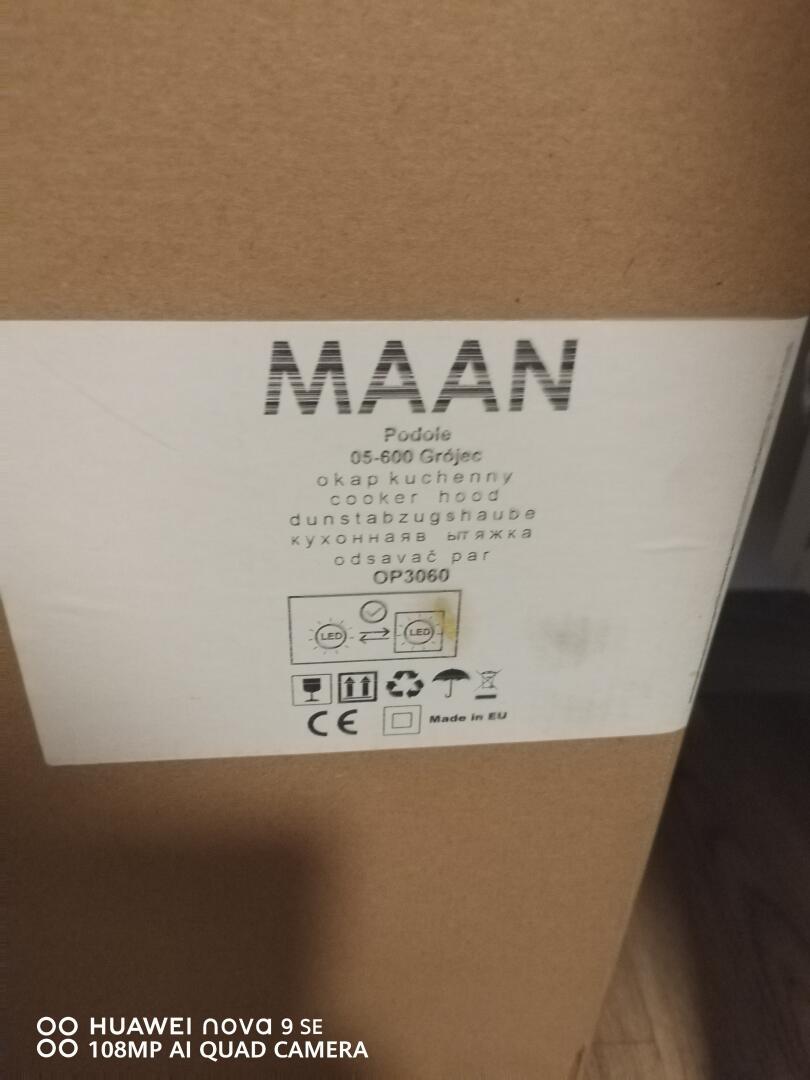 MAAN
Podole
05-600 Grójec
okap kuchenny
cooker hood
dunstabzugshaube
кухоннаяв ытяжка
odsavač par
OP3060
LED LED
CE Made in EU
HUAWEI nova 9 SE
108MP AI QUAD CAMERA